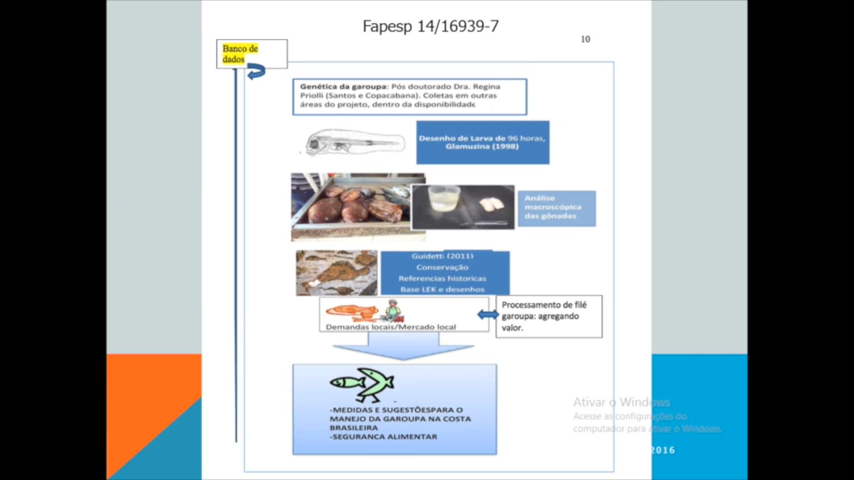 Fapesp 14/16939-7
10
Banco de
dados
Genética da garoupa: Pós doutorado Dra. Regina
Priolli (Santos e Copacabana). Coletas em outras
áreas do projeto, dentro da disponibilidade
Desenho de Larva de 96 horas,
Glamuzina (1998)
Análise
macroscópica
das gônadas
Guidetti (2011)
Conservação
Referencias historicas
Base LEK e desenhos
Demandas locais/Mercado local
Processamento de filé
garoupa: agregando
valor.
-MEDIDAS E SUGESTÕESPARA O
MANEJO DA GAROUPA NA COSTA
BRASILEIRA
-SEGURANCA ALIMENTAR
Ativar o Windows
Acesse as configurações do
computador para ativar o Windows.
2016